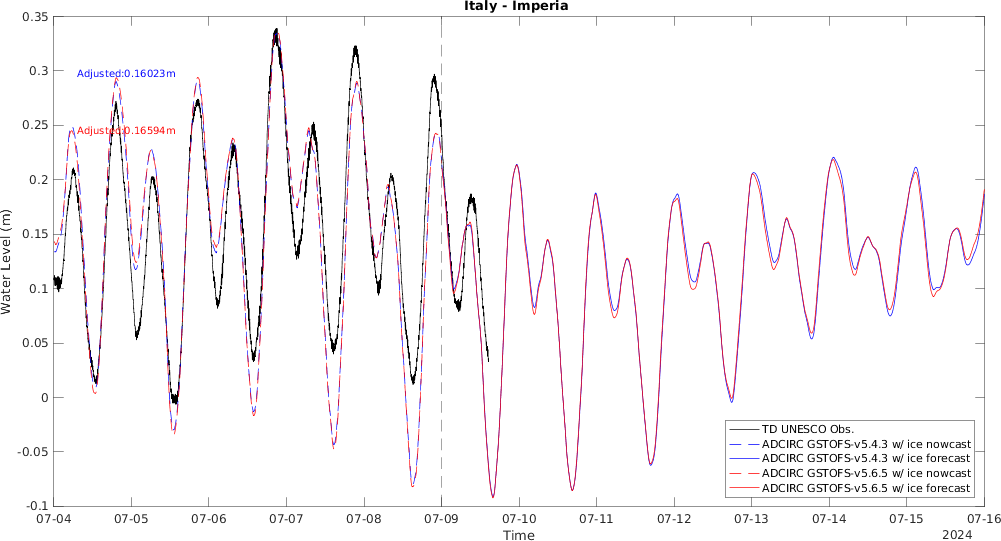 Italy - Imperia
Water Level (m)
0.35
0.3
0.25
0.2
0.15
0.1
0.05
0
-0.05
-0.1
Adjusted:0.16023m
Adjusted:0.16594m
TD UNESCO Obs.
ADCIRC GSTOFS-v5.4.3 w/ ice nowcast
ADCIRC GSTOFS-v5.4.3 w/ ice forecast
ADCIRC GSTOFS-v5.6.5 w/ ice nowcast
ADCIRC GSTOFS-v5.6.5 w/ ice forecast
07-04 07-05 07-06 07-07 07-08 07-09 07-10 07-11 07-12 07-13 07-14 07-15 07-16
Time
2024